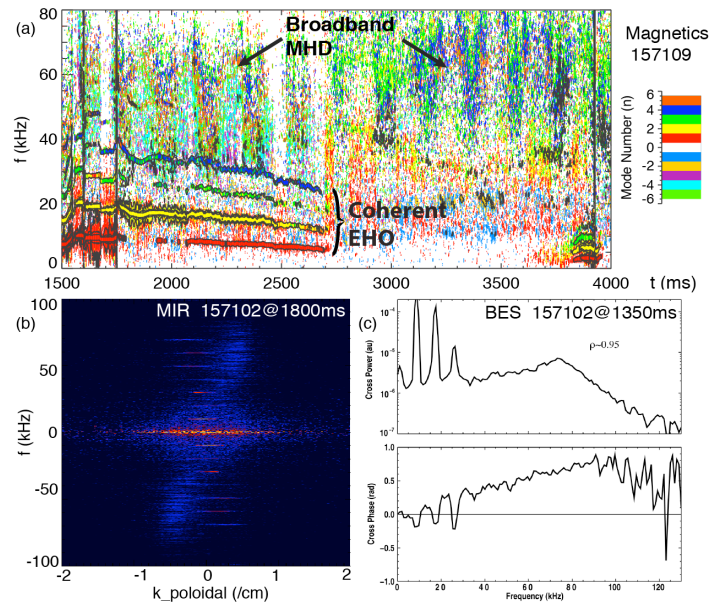 (a)
80
60
40
20
0
f (kHz)
Broadband
MHD
Coherent
EHO
1500
2000
2500
3000
3500
4000
t (ms)
Magnetics
157109
Mode Number (n)
6
4
2
0
-2
-4
-6
(b)
MIR 157102@1800ms
100
50
0
-50
-100
f (kHz)
-2
-1
0
1
2
k_poloidal (/cm)
(c)
BES 157102@1350ms
ρ~0.95
10-4
10-5
10-6
10-7
Cross Power (au)
1.0
0.5
0.0
-0.5
-1.0
Cross Phase (rad)
0
20
40
60
80
100
120
Frequency (kHz)